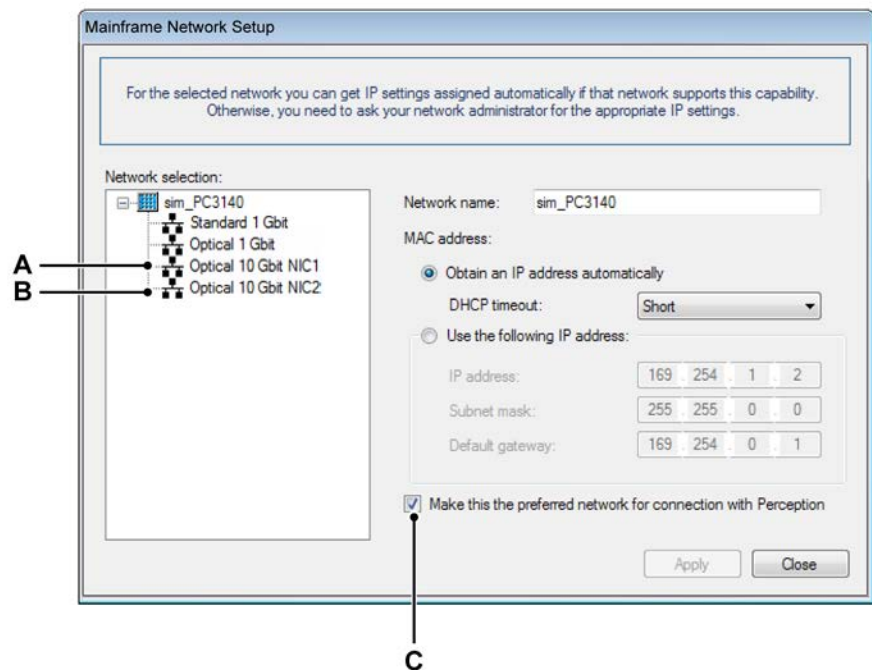 Mainframe Network Setup
For the selected network you can get IP settings assigned automatically if that network supports this capability.
Otherwise, you need to ask your network administrator for the appropriate IP settings.
Network selection:
sim_PC3140
Standard 1 Gbit
Optical 1 Gbit
A
Optical 10 Gbit NIC1
B
Optical 10 Gbit NIC2
Network name:
sim_PC3140
MAC address:
Obtain an IP address automatically
DHCP timeout:
Short
Use the following IP address:
IP address:
169 . 254 . 1 . 2
Subnet mask:
255 . 255 . 0 . 0
Default gateway:
169 . 254 . 0 . 1
Make this the preferred network for connection with Perception
Apply
Close
C